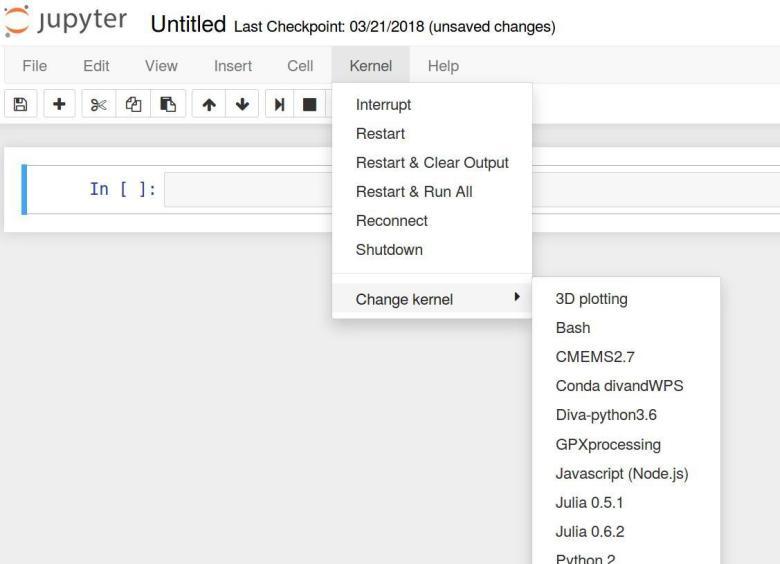 jupyter Untitled Last Checkpoint: 03/21/2018 (unsaved changes)
File Edit View Insert Cell Kernel Help
Interrupt
Restart
Restart & Clear Output
Restart & Run All
In [ ]:
Reconnect
Shutdown
Change kernel
3D plotting
Bash
CMEMS2.7
Conda divandWPS
Diva-python3.6
GPXprocessing
Javascript (Node.js)
Julia 0.5.1
Julia 0.6.2
Python 2